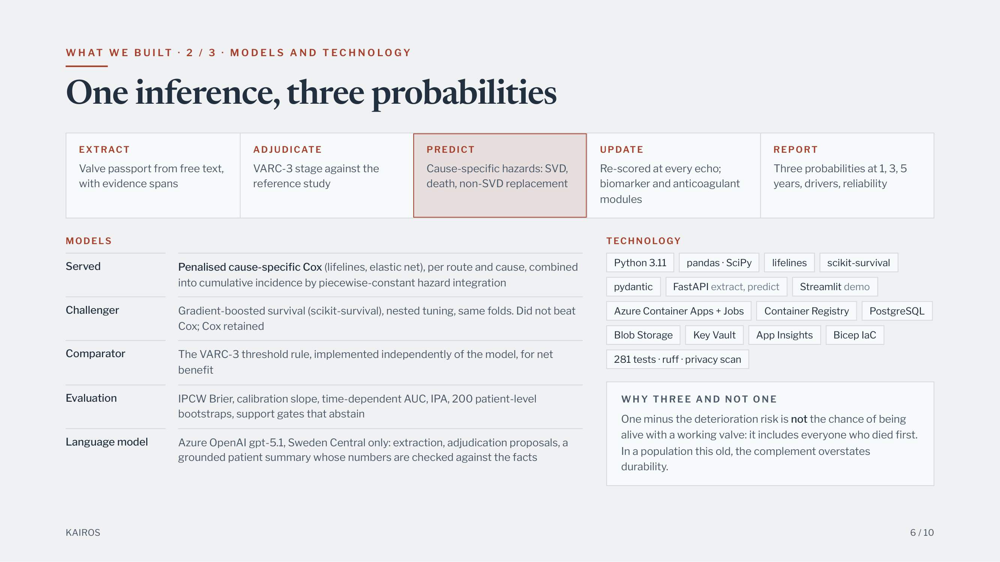 WHAT WE BUILT · 2 / 3 · MODELS AND TECHNOLOGY
One inference, three probabilities
EXTRACT
Valve passport from free text,
with evidence spans
ADJUDICATE
VARC-3 stage against the
reference study
PREDICT
Cause-specific hazards: SVD,
death, non-SVD replacement
UPDATE
Re-scored at every echo;
biomarker and anticoagulant
modules
REPORT
Three probabilities at 1, 3, 5
years, drivers, reliability
MODELS
Served
Penalised cause-specific Cox (lifelines, elastic net), per route and cause, combined
into cumulative incidence by piecewise-constant hazard integration
Challenger
Gradient-boosted survival (scikit-survival), nested tuning, same folds. Did not beat
Cox; Cox retained
Comparator
The VARC-3 threshold rule, implemented independently of the model, for net
benefit
Evaluation
IPCW Brier, calibration slope, time-dependent AUC, IPA, 200 patient-level
bootstraps, support gates that abstain
Language model
Azure OpenAI gpt-5.1, Sweden Central only: extraction, adjudication proposals, a
grounded patient summary whose numbers are checked against the facts
TECHNOLOGY
Python 3.11 pandas · SciPy lifelines scikit-survival
pydantic FastAPI extract, predict Streamlit demo
Azure Container Apps + Jobs Container Registry PostgreSQL
Blob Storage Key Vault App Insights Bicep IaC
281 tests · ruff · privacy scan
WHY THREE AND NOT ONE
One minus the deterioration risk is not the chance of being
alive with a working valve: it includes everyone who died first.
In a population this old, the complement overstates
durability.
KAIROS
6 / 10